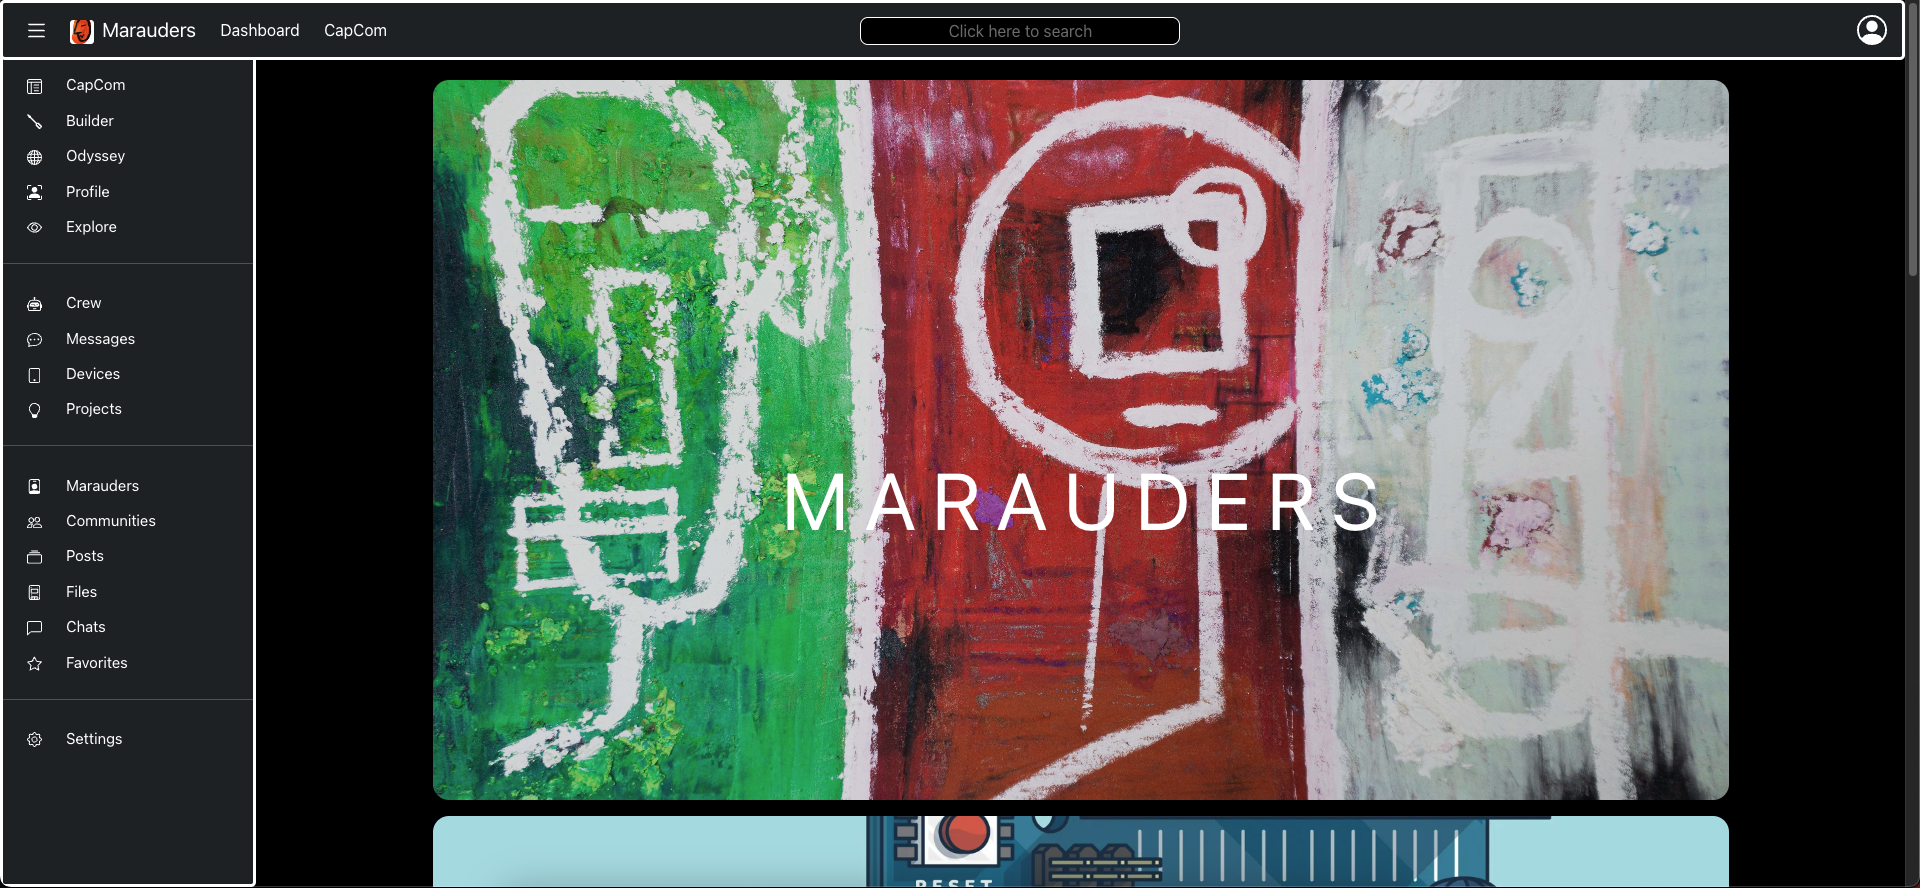 Marauders Dashboard CapCom Click here to search
CapCom
Builder
Odyssey
Profile
Explore
Crew
Messages
Devices
Projects
Marauders
Communities
Posts
Files
Chats
Favorites
Settings
MARAUDERS
RESET